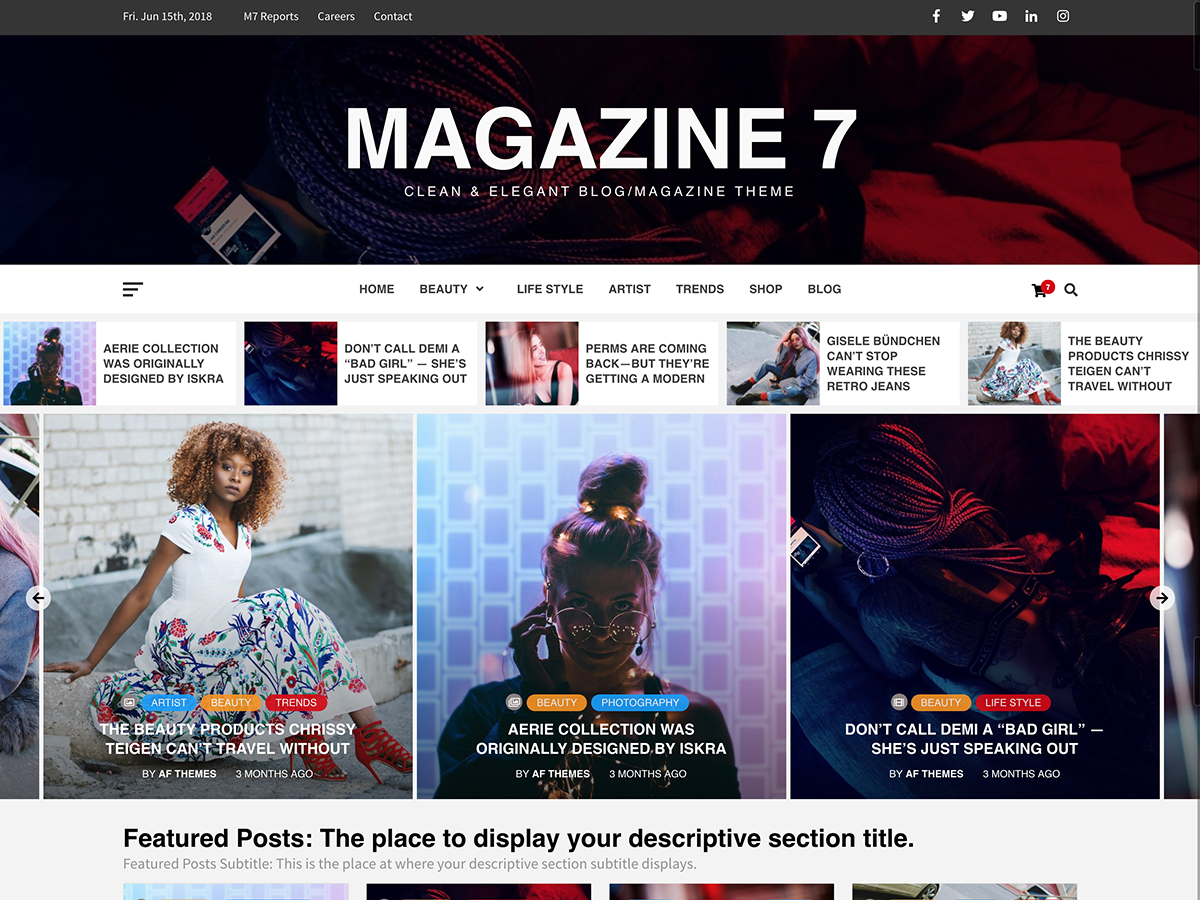 Fri. Jun 15th, 2018 M7 Reports Careers Contact
MAGAZINE 7
CLEAN & ELEGANT BLOG/MAGAZINE THEME
HOME BEAUTY LIFE STYLE ARTIST TRENDS SHOP BLOG
7
AERIE COLLECTION
WAS ORIGINALLY
DESIGNED BY ISKRA
DON'T CALL DEMI A
“BAD GIRL” — SHE'S
JUST SPEAKING OUT
PERMS ARE COMING
BACK—BUT THEY'RE
GETTING A MODERN
GISELE BÜNDCHEN
CAN'T STOP
WEARING THESE
RETRO JEANS
THE BEAUTY
PRODUCTS CHRISSY
TEIGEN CAN'T
TRAVEL WITHOUT
ARTIST BEAUTY TRENDS
THE BEAUTY PRODUCTS CHRISSY
TEIGEN CAN'T TRAVEL WITHOUT
BY AF THEMES 3 MONTHS AGO
BEAUTY PHOTOGRAPHY
AERIE COLLECTION WAS
ORIGINALLY DESIGNED BY ISKRA
BY AF THEMES 3 MONTHS AGO
BEAUTY LIFE STYLE
DON'T CALL DEMI A “BAD GIRL” —
SHE'S JUST SPEAKING OUT
BY AF THEMES 3 MONTHS AGO
Featured Posts: The place to display your descriptive section title.
Featured Posts Subtitle: This is the place at where your descriptive section subtitle displays.